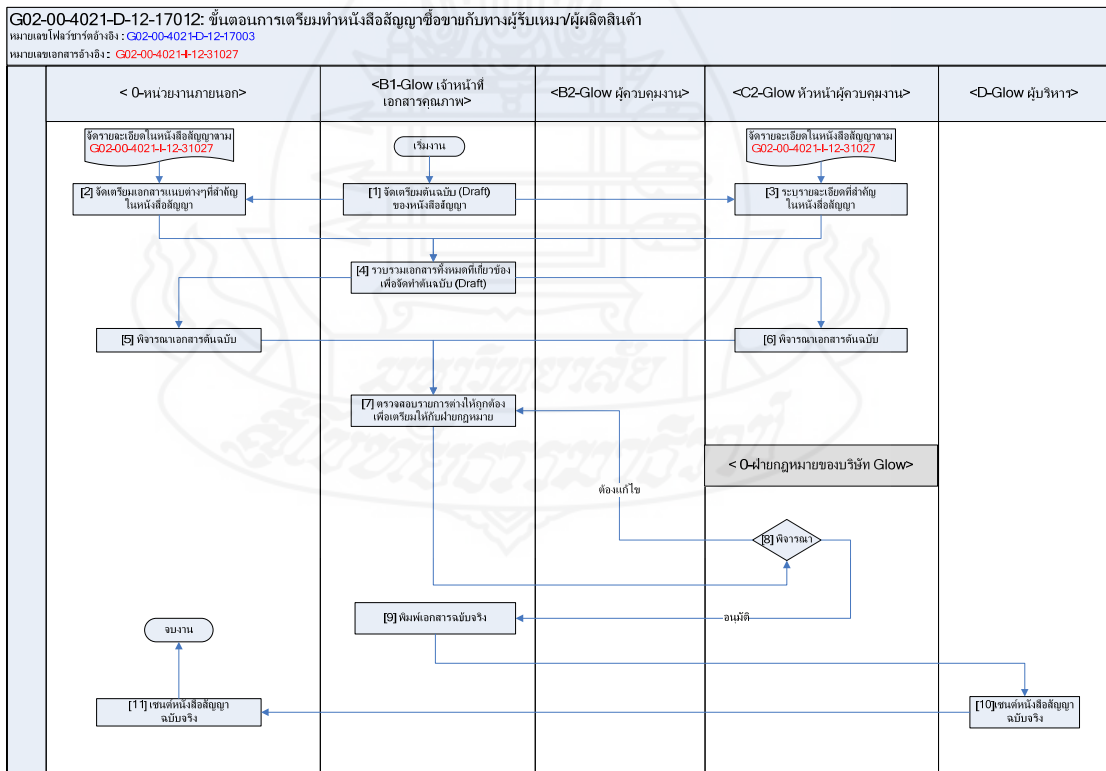 G02-00-4021-D-12-17012: ขั้นตอนการเตรียมทำหนังสือสัญญาซื้อขายกับทางผู้รับเหมา/ผู้ผลิตสินค้า
หมายเลขโฟลว์ชาร์ตอ้างอิง : G02-00-4021-D-12-17003
หมายเลขเอกสารอ้างอิง : G02-00-4021-I-12-31027
< 0-หน่วยงานภายนอก>
<B1-Glow เจ้าหน้าที่
เอกสารคุณภาพ>
<B2-Glow ผู้ควบคุมงาน>
<C2-Glow หัวหน้าผู้ควบคุมงาน>
<D-Glow ผู้บริหาร>
จัดรายละเอียดในหนังสือสัญญาตาม
G02-00-4021-I-12-31027
เริ่มงาน
จัดรายละเอียดในหนังสือสัญญาตาม
G02-00-4021-I-12-31027
[2] จัดเตรียมเอกสารแนบต่างๆที่สำคัญ
ในหนังสือสัญญา
[1] จัดเตรียมต้นฉบับ (Draft)
ของหนังสือสัญญา
[3] ระบุรายละเอียดที่สำคัญ
ในหนังสือสัญญา
[4] รวบรวมเอกสารทั้งหมดที่เกี่ยวข้อง
เพื่อจัดทำต้นฉบับ (Draft)
[5] พิจารณาเอกสารต้นฉบับ
[6] พิจารณาเอกสารต้นฉบับ
มหาวิทยาลัย
สุโขทัยธรรมาธิราช
[7] ตรวจสอบรายการต่างให้ถูกต้อง
เพื่อเตรียมให้กับฝ่ายกฎหมาย
< 0-ฝ่ายกฎหมายของบริษัท Glow>
ต้องแก้ไข
[8] พิจารณา
[9] พิมพ์เอกสารฉบับจริง
อนุมัติ
จบงาน
[11] เซนต์หนังสือสัญญา
ฉบับจริง
[10]เซนต์หนังสือสัญญา
ฉบับจริง